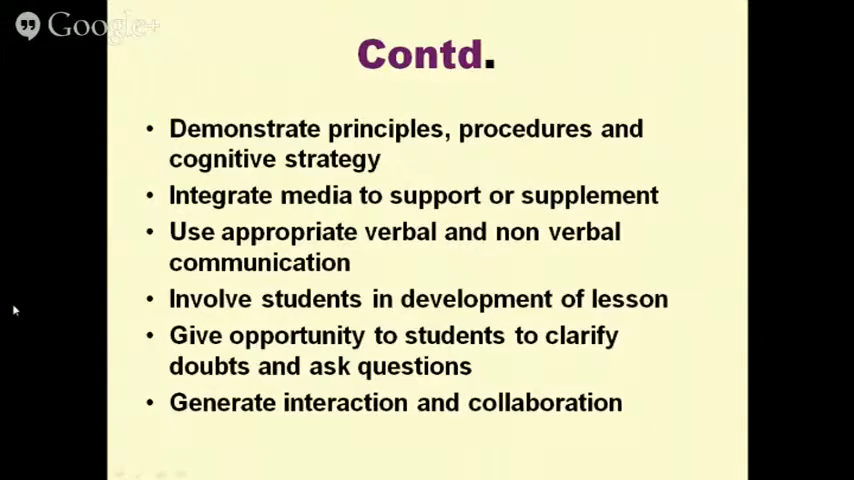 Google+
Contd.
• Demonstrate principles, procedures and
cognitive strategy
• Integrate media to support or supplement
• Use appropriate verbal and non verbal
communication
• Involve students in development of lesson
• Give opportunity to students to clarify
doubts and ask questions
• Generate interaction and collaboration